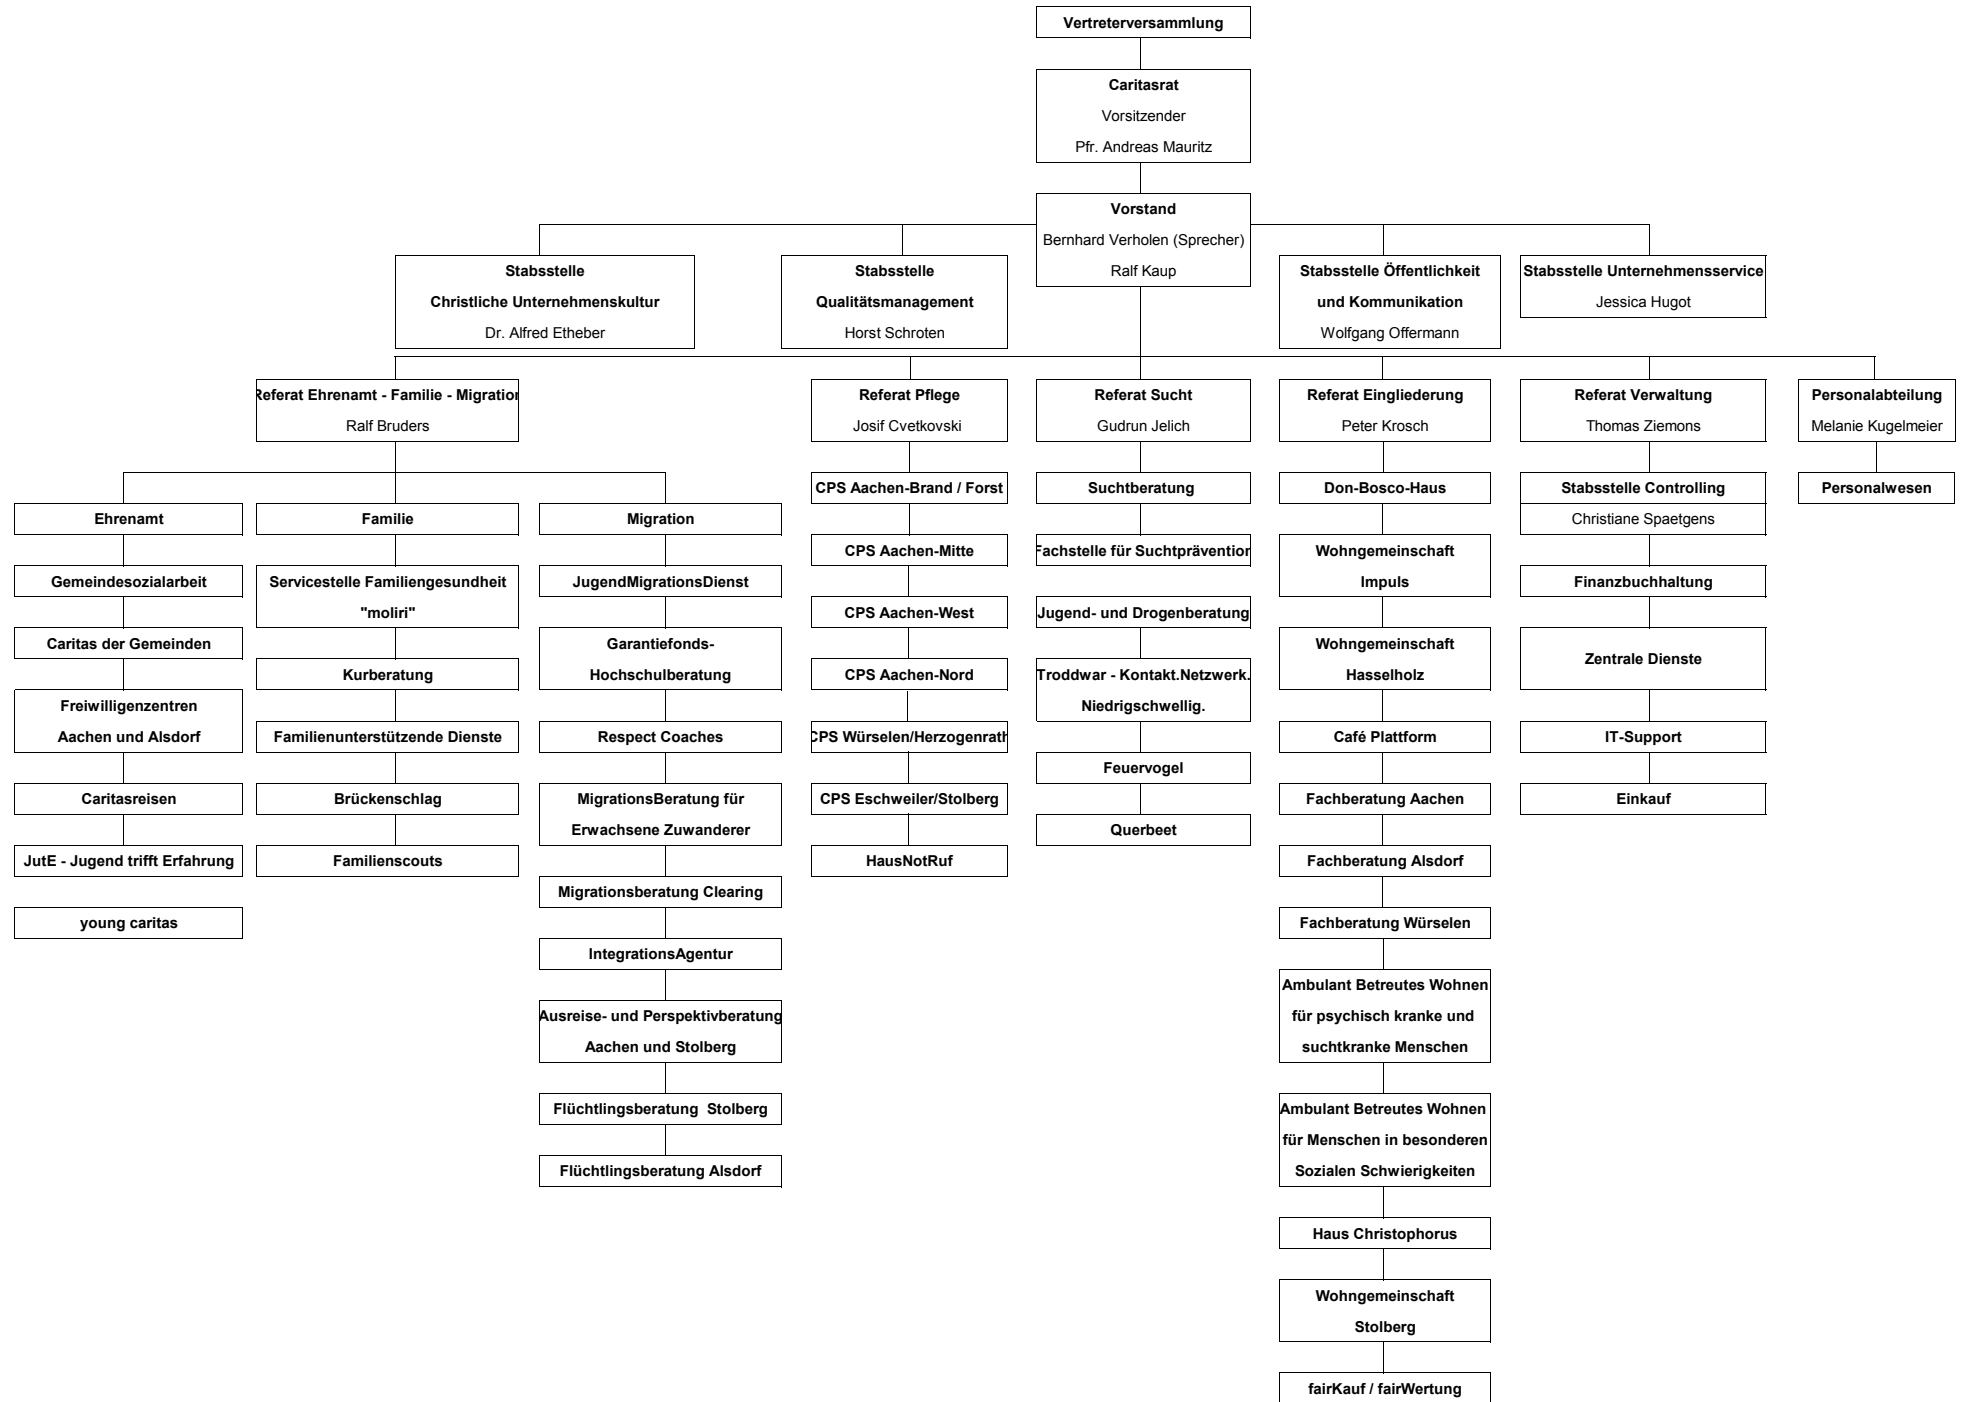 Vertreterversammlung
Caritasrat
Vorsitzender
Pfr. Andreas Mauritz
Vorstand
Bernhard Verholen (Sprecher)
Ralf Kaup
Stabsstelle
Christliche Unternehmenskultur
Dr. Alfred Etheber
Stabsstelle
Qualitätsmanagement
Horst Schroten
Stabsstelle Öffentlichkeit
und Kommunikation
Wolfgang Offermann
Stabsstelle Unternehmensservice
Jessica Hugot
Referat Ehrenamt - Familie - Migration
Ralf Bruders
Ehrenamt
Gemeindesozialarbeit
Caritas der Gemeinden
Freiwilligenzentren
Aachen und Alsdorf
Caritasreisen
JutE - Jugend trifft Erfahrung
young caritas
Familie
Servicestelle Familiengesundheit
"moliri"
Kurberatung
Familienunterstützende Dienste
Brückenschlag
Familienscouts
Migration
JugendMigrationsDienst
Garantiefonds-
Hochschulberatung
Respect Coaches
MigrationsBeratung für
Erwachsene Zuwanderer
Migrationsberatung Clearing
IntegrationsAgentur
Ausreise- und Perspektivberatung
Aachen und Stolberg
Flüchtlingsberatung  Stolberg
Flüchtlingsberatung Alsdorf
Referat Pflege
Josif Cvetkovski
CPS Aachen-Brand / Forst
CPS Aachen-Mitte
CPS Aachen-West
CPS Aachen-Nord
CPS Würselen/Herzogenrath
CPS Eschweiler/Stolberg
HausNotRuf
Referat Sucht
Gudrun Jelich
Suchtberatung
Fachstelle für Suchtprävention
Jugend- und Drogenberatung
Troddwar - Kontakt.Netzwerk.
Niedrigschwellig.
Feuervogel
Querbeet
Referat Eingliederung
Peter Krosch
Don-Bosco-Haus
Wohngemeinschaft
Impuls
Wohngemeinschaft
Hasselholz
Café Plattform
Fachberatung Aachen
Fachberatung Alsdorf
Fachberatung Würselen
Ambulant Betreutes Wohnen
für psychisch kranke und
suchtkranke Menschen
Ambulant Betreutes Wohnen
für Menschen in besonderen
Sozialen Schwierigkeiten
Haus Christophorus
Wohngemeinschaft
Stolberg
fairKauf / fairWertung
Referat Verwaltung
Thomas Ziemons
Stabsstelle Controlling
Christiane Spaetgens
Finanzbuchhaltung
Zentrale Dienste
IT-Support
Einkauf
Personalabteilung
Melanie Kugelmeier
Personalwesen